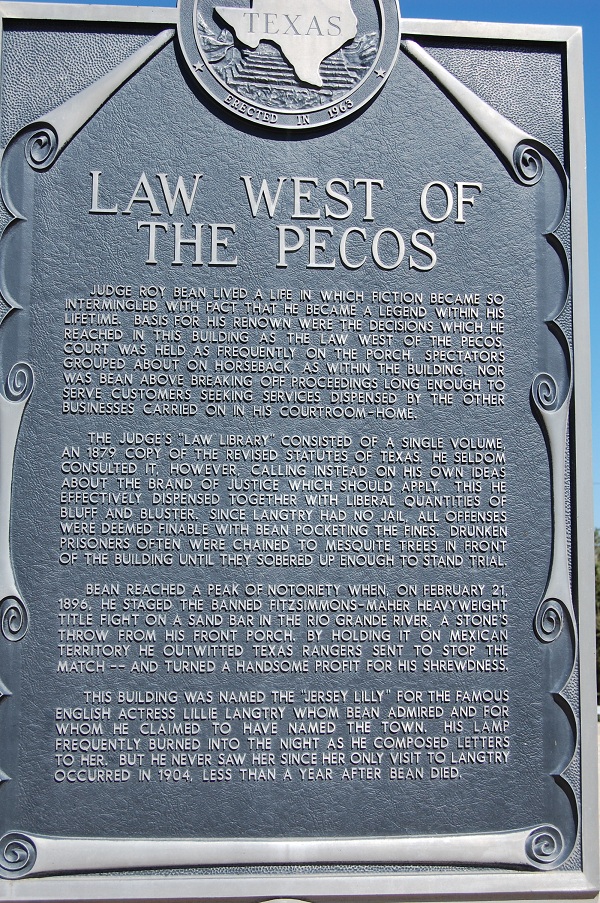 TEXAS
ERECTED IN 1963
LAW WEST OF
THE PECOS
JUDGE ROY BEAN LIVED A LIFE IN WHICH FICTION BECAME SO
INTERMINGLED WITH FACT THAT HE BECAME A LEGEND WITHIN HIS
LIFETIME. BASIS FOR HIS RENOWN WERE THE DECISIONS WHICH HE
REACHED IN THIS BUILDING AS THE LAW WEST OF THE PECOS.
COURT WAS HELD AS FREQUENTLY ON THE PORCH, SPECTATORS
GROUPED ABOUT ON HORSEBACK, AS WITHIN THE BUILDING. NOR
WAS BEAN ABOVE BREAKING OFF PROCEEDINGS LONG ENOUGH TO
SERVE CUSTOMERS SEEKING SERVICES DISPENSED BY THE OTHER
BUSINESSES CARRIED ON IN HIS COURTROOM-HOME.
THE JUDGE'S "LAW LIBRARY" CONSISTED OF A SINGLE VOLUME,
AN 1879 COPY OF THE REVISED STATUTES OF TEXAS. HE SELDOM
CONSULTED IT, HOWEVER, CALLING INSTEAD ON HIS OWN IDEAS
ABOUT THE BRAND OF JUSTICE WHICH SHOULD APPLY. THIS HE
EFFECTIVELY DISPENSED TOGETHER WITH LIBERAL QUANTITIES OF
BLUFF AND BLUSTER. SINCE LANGTRY HAD NO JAIL, ALL OFFENSES
WERE DEEMED FINABLE WITH BEAN POCKETING THE FINES. DRUNKEN
PRISONERS OFTEN WERE CHAINED TO MESQUITE TREES IN FRONT
OF THE BUILDING UNTIL THEY SOBERED UP ENOUGH TO STAND TRIAL.
BEAN REACHED A PEAK OF NOTORIETY WHEN, ON FEBRUARY 21,
1896, HE STAGED THE BANNED FITZSIMMONS-MAHER HEAVYWEIGHT
TITLE FIGHT ON A SAND BAR IN THE RIO GRANDE RIVER, A STONE'S
THROW FROM HIS FRONT PORCH. BY HOLDING IT ON MEXICAN
TERRITORY HE OUTWITTED TEXAS RANGERS SENT TO STOP THE
MATCH -- AND TURNED A HANDSOME PROFIT FOR HIS SHREWDNESS.
THIS BUILDING WAS NAMED THE "JERSEY LILLY" FOR THE FAMOUS
ENGLISH ACTRESS LILLIE LANGTRY WHOM BEAN ADMIRED AND FOR
WHOM HE CLAIMED TO HAVE NAMED THE TOWN. HIS LAMP
FREQUENTLY BURNED INTO THE NIGHT AS HE COMPOSED LETTERS
TO HER. BUT HE NEVER SAW HER SINCE HER ONLY VISIT TO LANGTRY
OCCURRED IN 1904, LESS THAN A YEAR AFTER BEAN DIED.